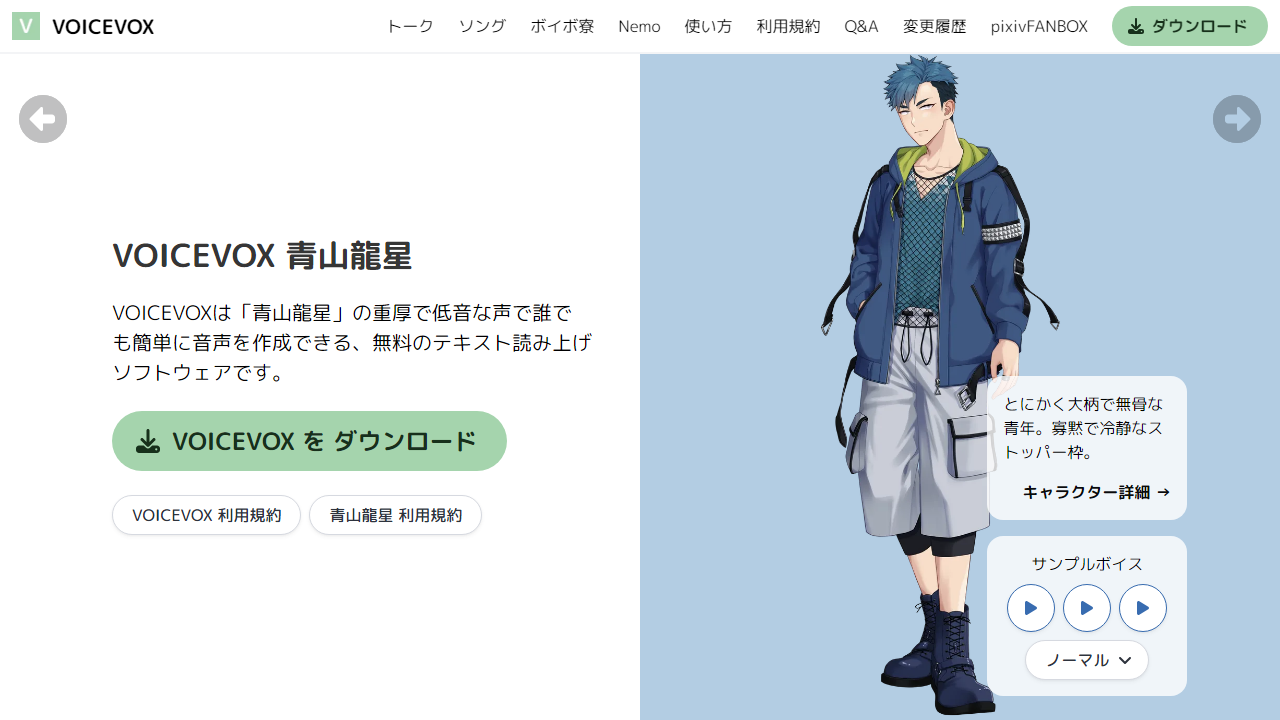 V VOICEVOX
トーク ソング ボイボ寮 Nemo 使い方 利用規約 Q&A 変更履歴 pixivFANBOX ダウンロード
VOICEVOX 青山龍星
VOICEVOXは「青山龍星」の重厚で低音な声で誰で
も簡単に音声を作成できる、無料のテキスト読み上げ
ソフトウェアです。
VOICEVOX を ダウンロード
VOICEVOX 利用規約 青山龍星 利用規約
とにかく大柄で無骨な
青年。寡黙で冷静なス
トッパー枠。
キャラクター詳細 →
サンプルボイス
ノーマル